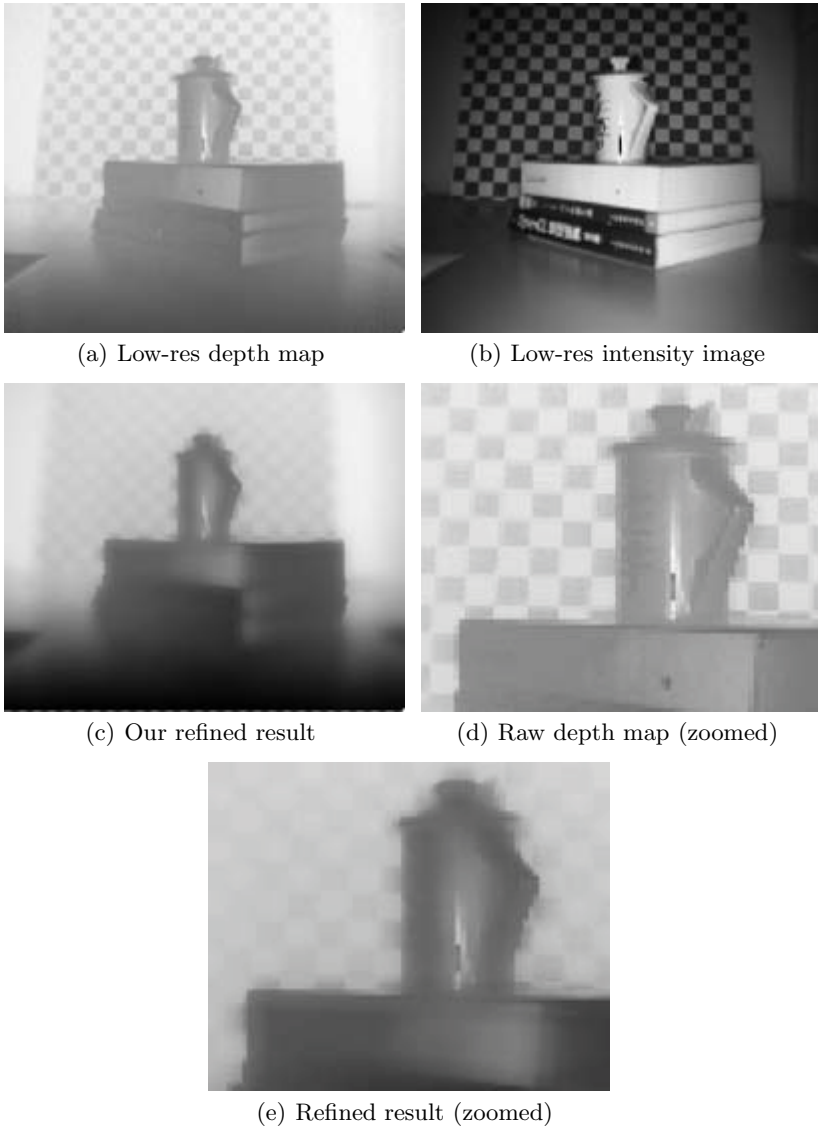 (a) Low-res depth map
(b) Low-res intensity image
(c) Our refined result
(d) Raw depth map (zoomed)
(e) Refined result (zoomed)